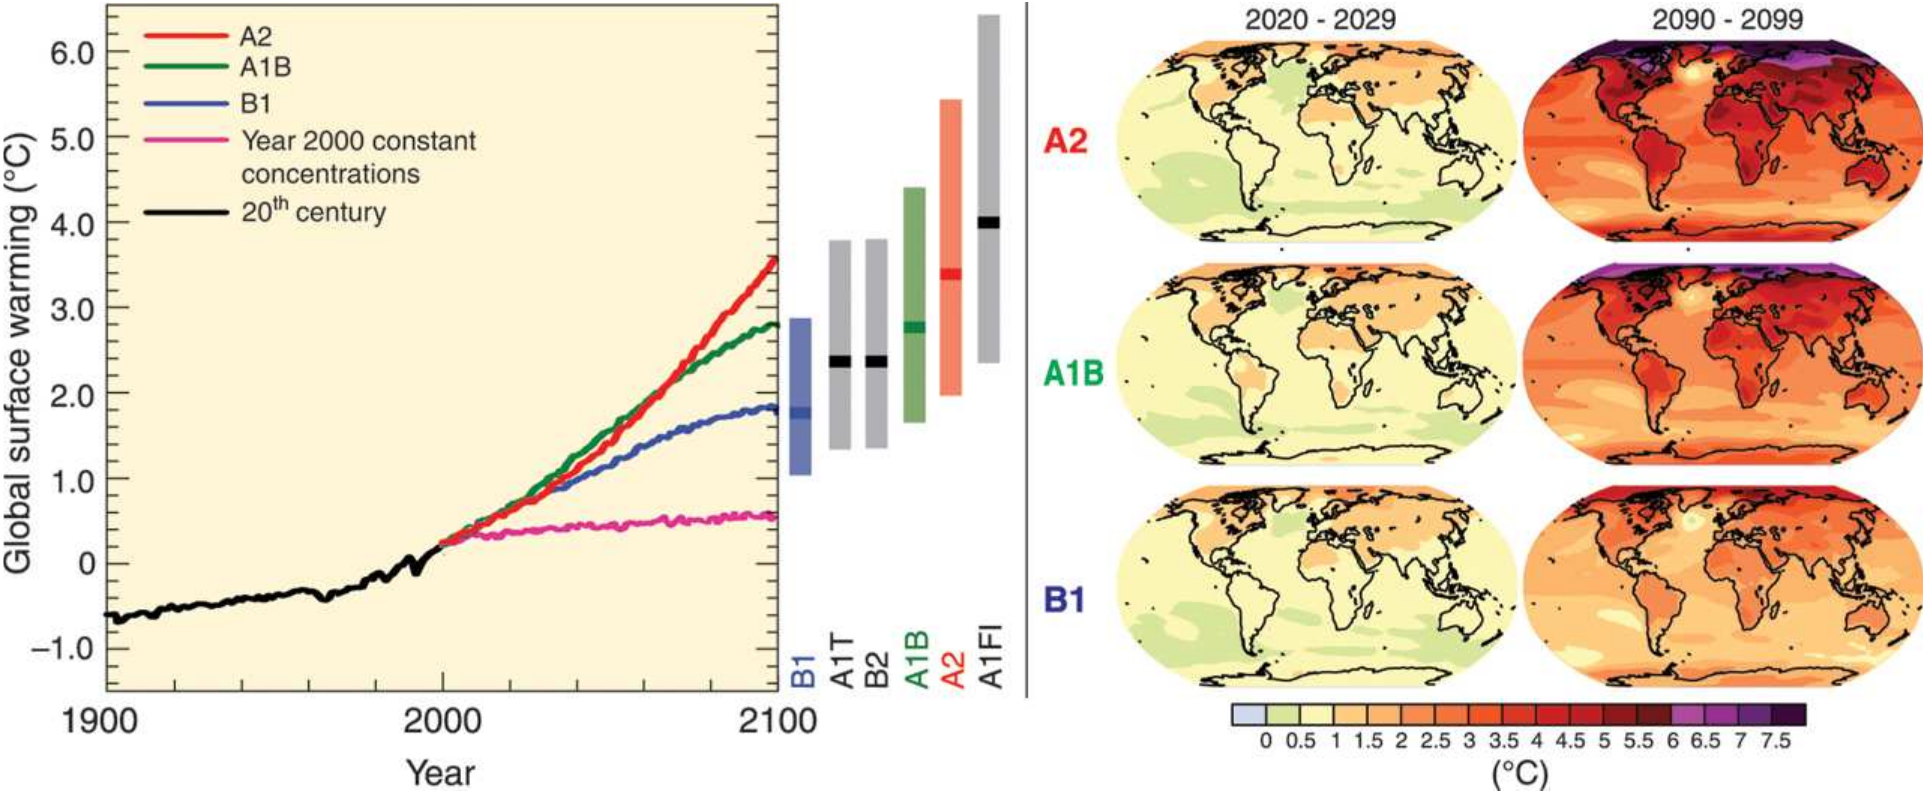 A2
A1B
B1
Year 2000 constant
concentrations
20th century
Global surface warming (°C)
6.0
5.0
4.0
3.0
2.0
1.0
0
–1.0
1900
2000
2100
Year
B1
A1T
B2
A1B
A2
A1FI
2020 - 2029
2090 - 2099
A2
A1B
B1
0 0.5 1 1.5 2 2.5 3 3.5 4 4.5 5 5.5 6 6.5 7 7.5
(°C)